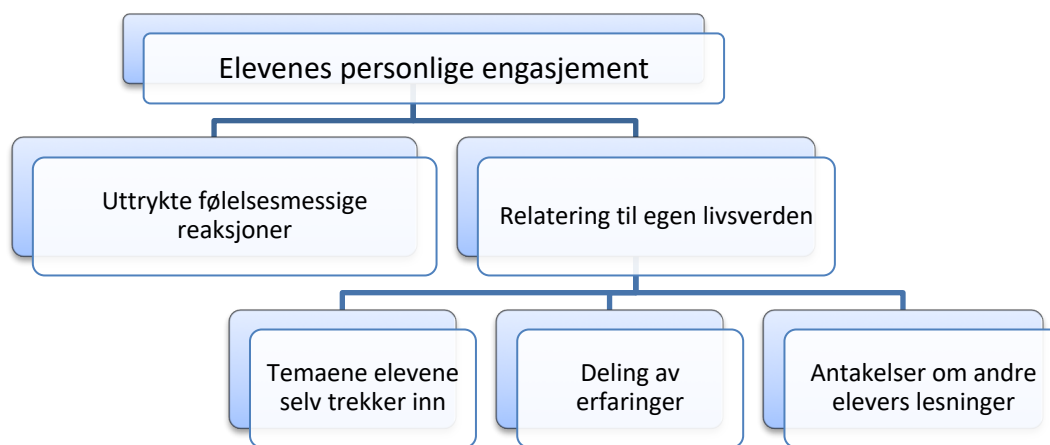 Elevenes personlige engasjement
Uttrykte følelsesmessige
reaksjoner
Relatering til egen livsverden
Temaene elevene
selv trekker inn
Deling av
erfaringer
Antakelser om andre
elevers lesninger